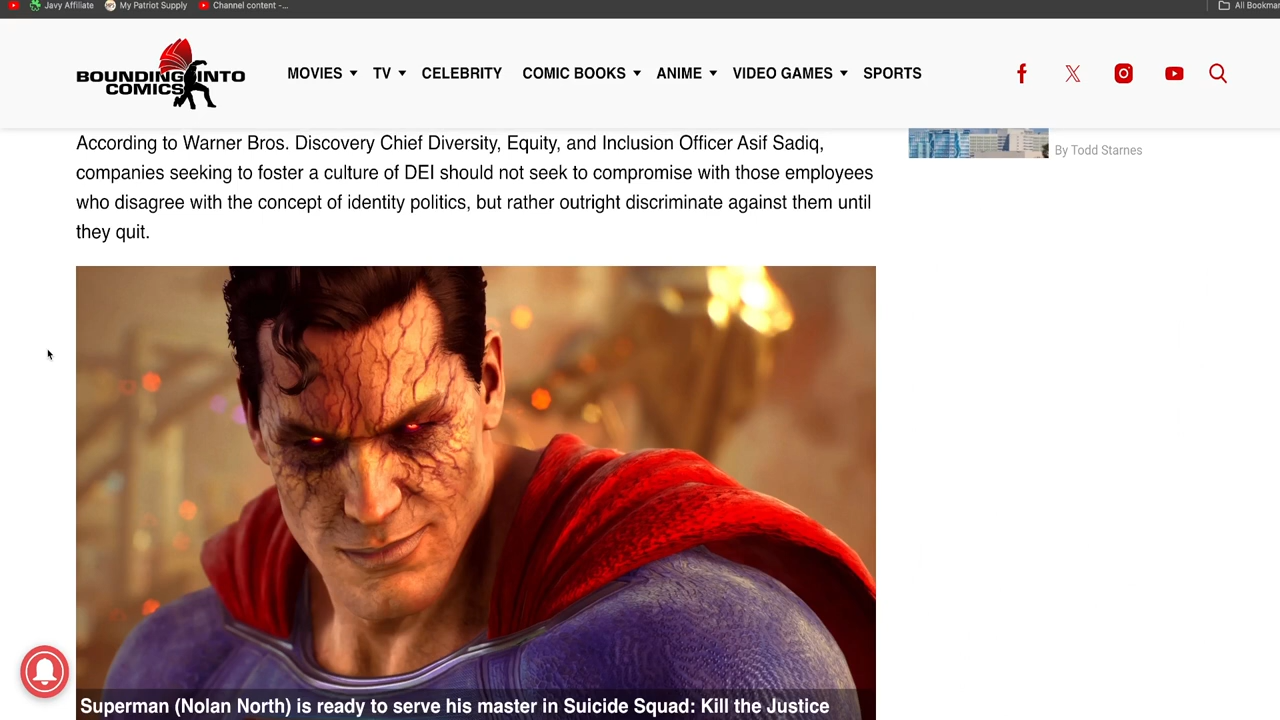 Javy Affiliate My Patriot Supply Channel content -... All Bookmar
BOUNDING INTO
COMICS
MOVIES TV CELEBRITY COMIC BOOKS ANIME VIDEO GAMES SPORTS
According to Warner Bros. Discovery Chief Diversity, Equity, and Inclusion Officer Asif Sadiq,
companies seeking to foster a culture of DEI should not seek to compromise with those employees
who disagree with the concept of identity politics, but rather outright discriminate against them until
they quit.
By Todd Starnes
Superman (Nolan North) is ready to serve his master in Suicide Squad: Kill the Justice